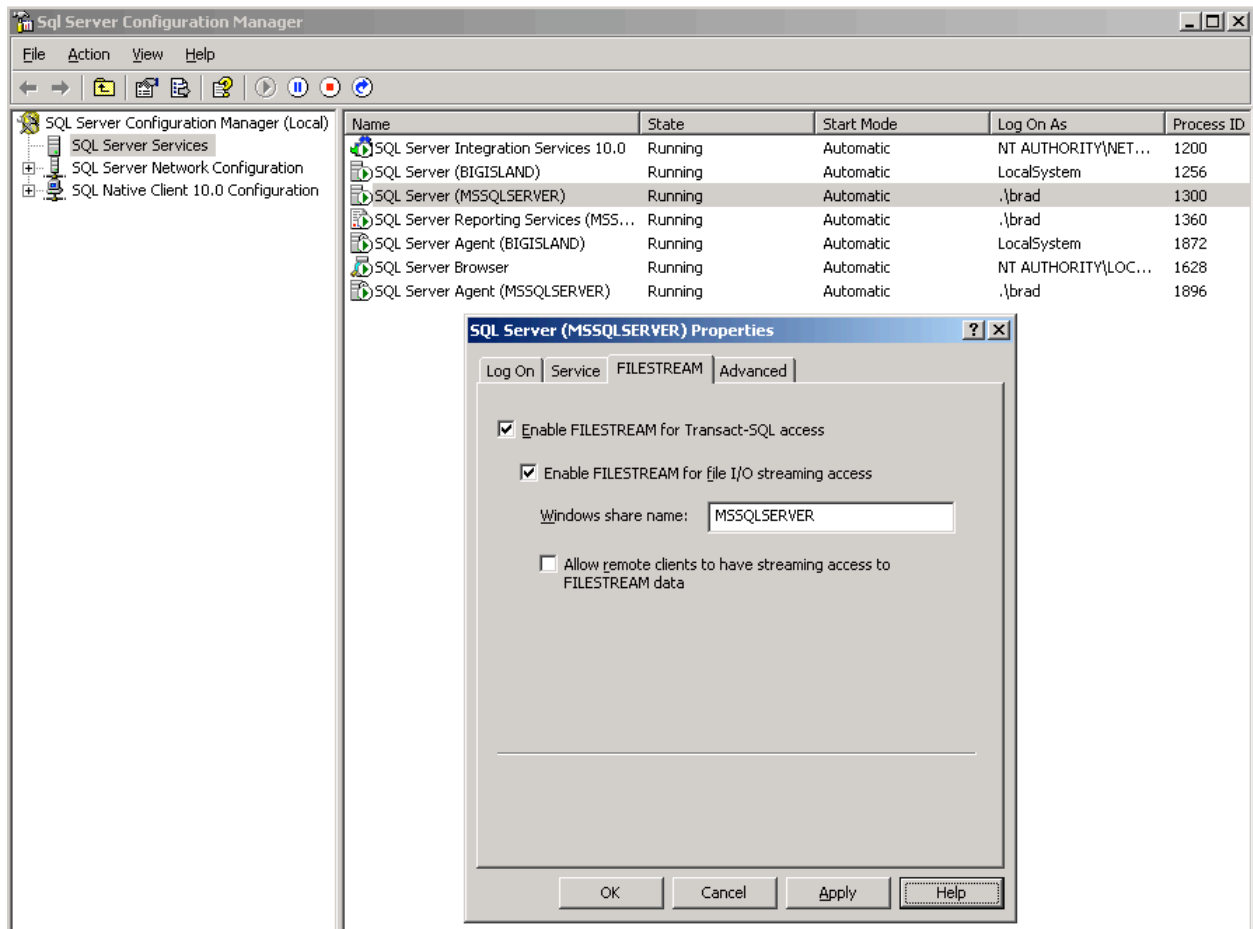 Sql Server Configuration Manager
File Action View Help
SQL Server Configuration Manager (Local)
SQL Server Services
SQL Server Network Configuration
SQL Native Client 10.0 Configuration
Name State Start Mode Log On As Process ID
SQL Server Integration Services 10.0 Running Automatic NT AUTHORITY\NET... 1200
SQL Server (BIGISLAND) Running Automatic LocalSystem 1256
SQL Server (MSSQLSERVER) Running Automatic .\brad 1300
SQL Server Reporting Services (MSS... Running Automatic .\brad 1360
SQL Server Agent (BIGISLAND) Running Automatic LocalSystem 1872
SQL Server Browser Running Automatic NT AUTHORITY\LOC... 1628
SQL Server Agent (MSSQLSERVER) Running Automatic .\brad 1896
SQL Server (MSSQLSERVER) Properties
Log On Service FILESTREAM Advanced
Enable FILESTREAM for Transact-SQL access
Enable FILESTREAM for file I/O streaming access
Windows share name: MSSQLSERVER
Allow remote clients to have streaming access to
FILESTREAM data
OK Cancel Apply Help